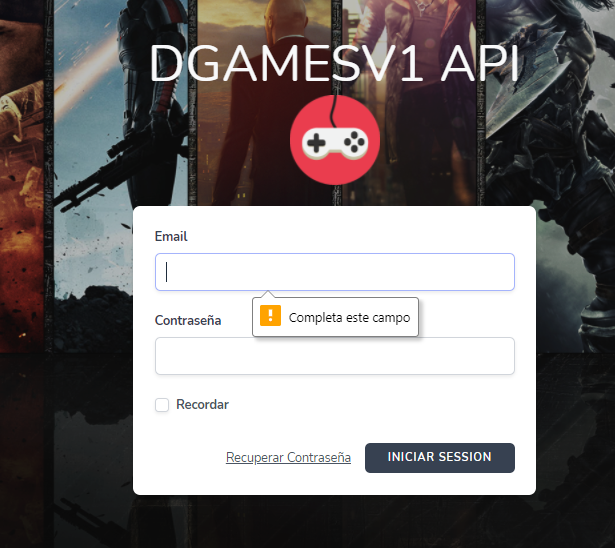 DGAMESV1 API
Email
Completa este campo
Contraseña
Recordar
Recuperar Contraseña
INICIAR SESSION